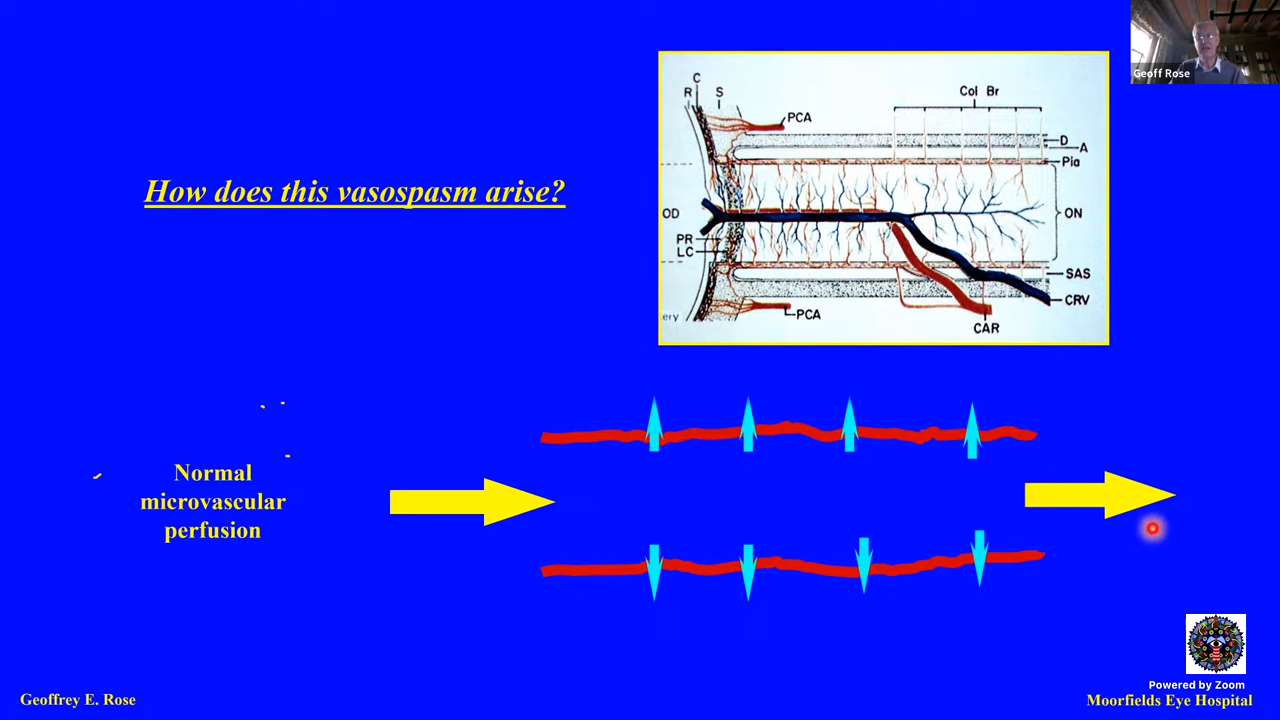 Geoff Rose
How does this vasospasm arise?
C
R
S
Col Br
PCA
D
A
Pia
OD
ON
PR
LC
SAS
CRV
ery
PCA
CAR
Normal
microvascular
perfusion
Powered by Zoom
Geoffrey E. Rose
Moorfields Eye Hospital